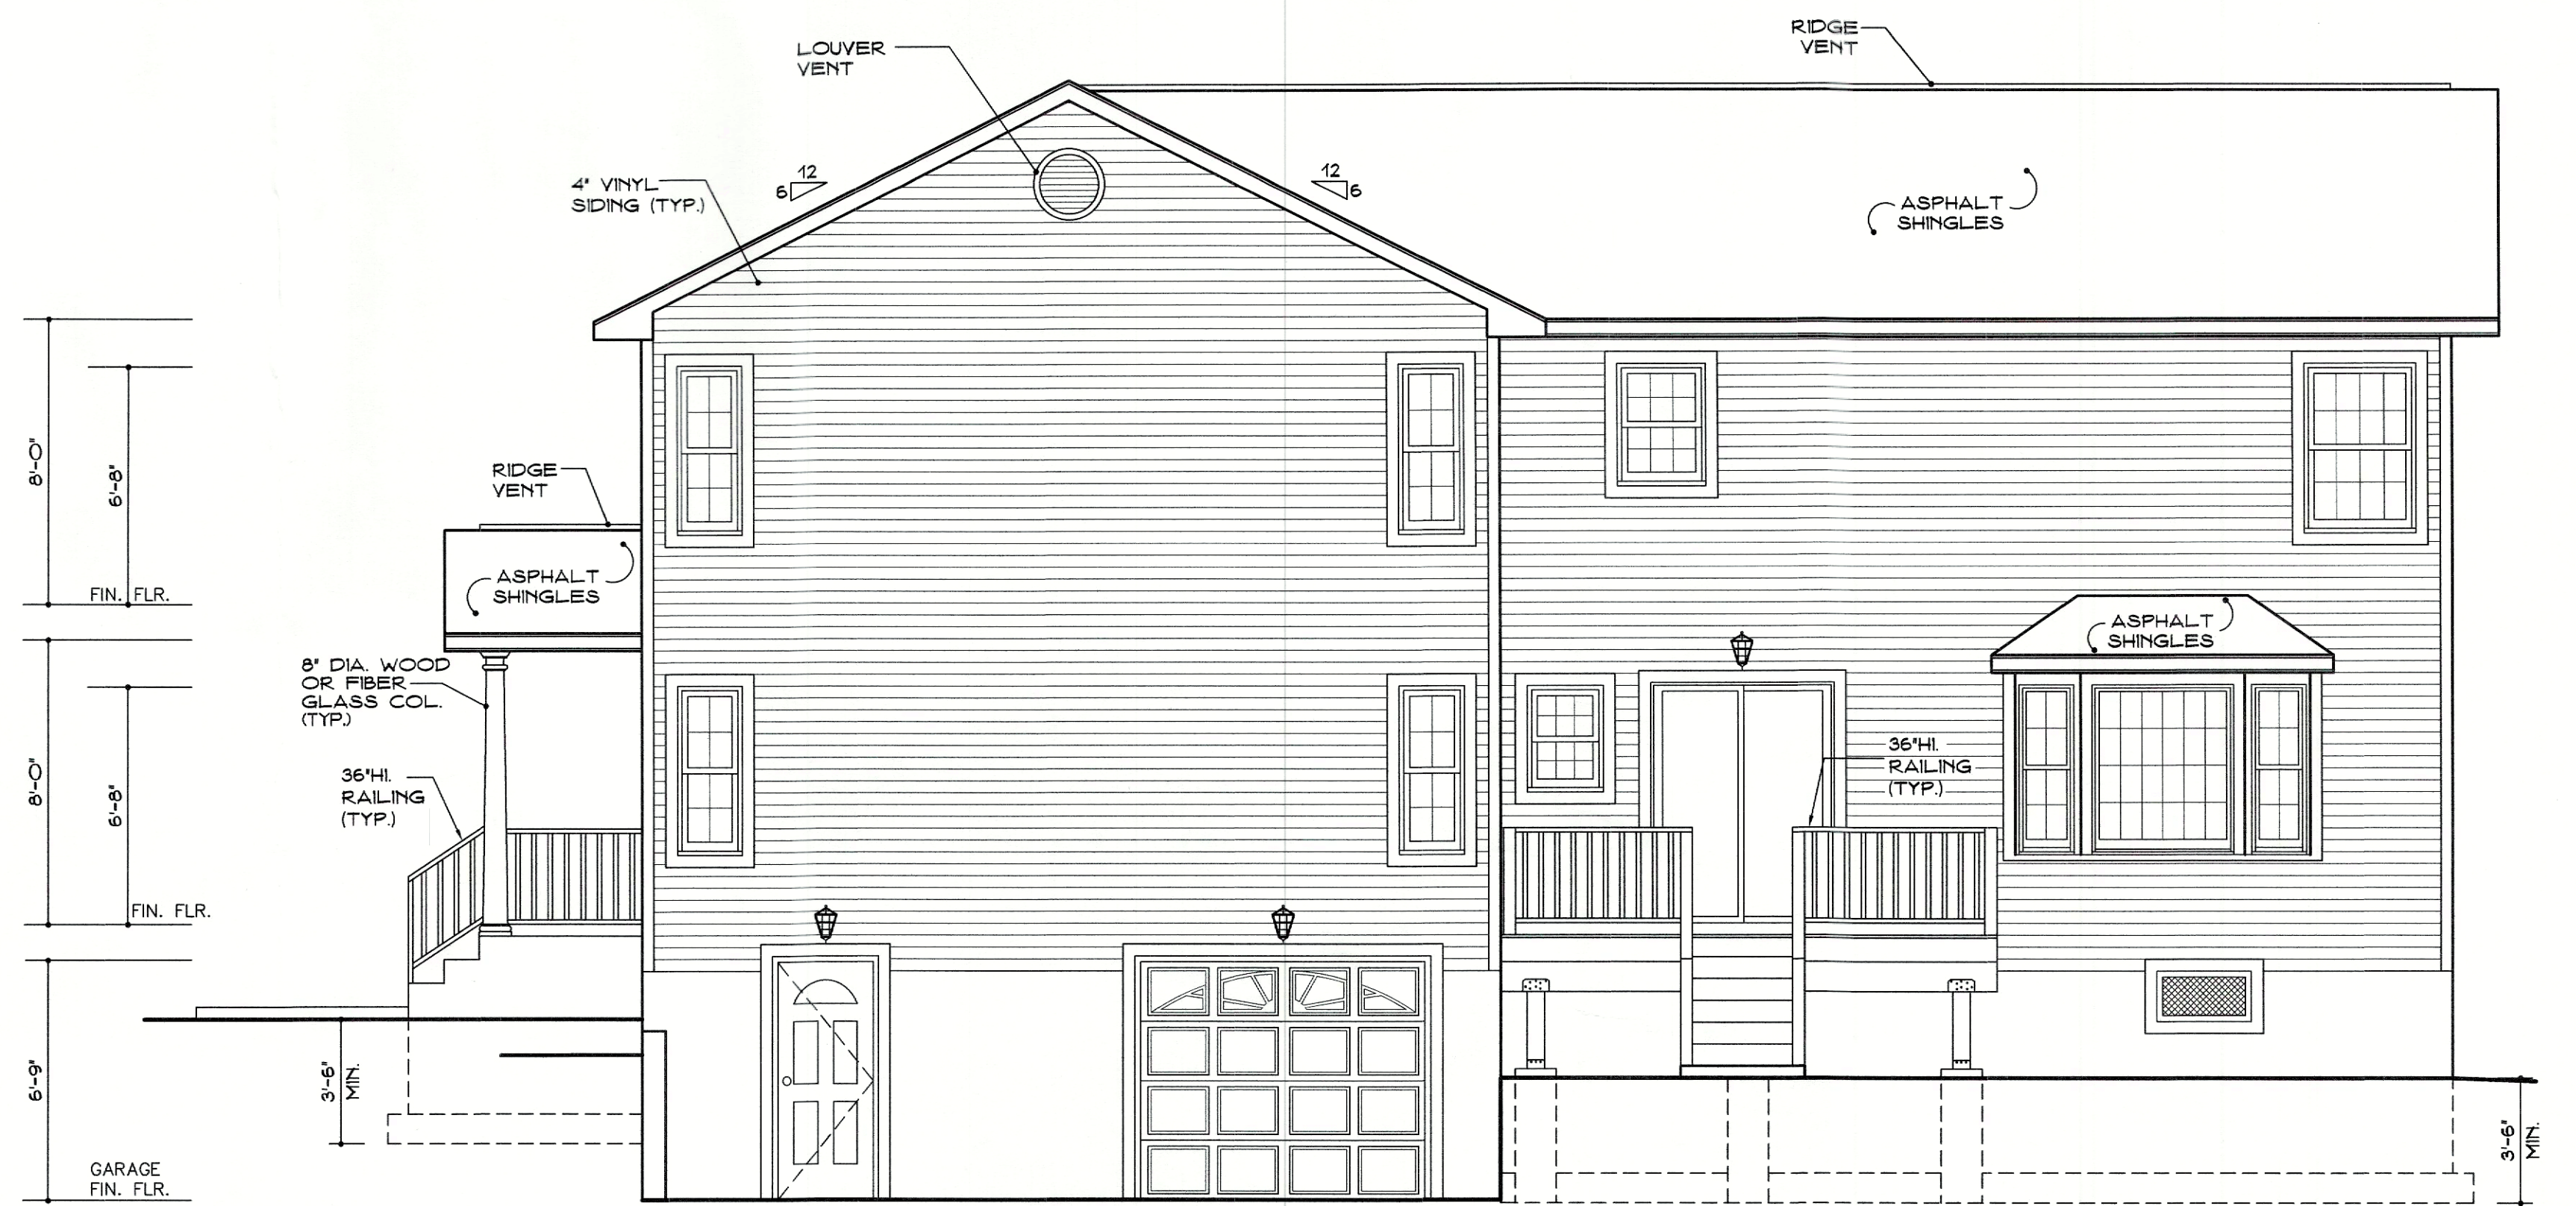 LOUVER
VENT
RIDGE
VENT
4" VINYL
SIDING (TYP.)
12
6
12
6
ASPHALT
SHINGLES
8'-0"
6'-8"
FIN. FLR.
RIDGE
VENT
ASPHALT
SHINGLES
ASPHALT
SHINGLES
8" DIA. WOOD
OR FIBER
GLASS COL.
(TYP.)
36"HI.
RAILING
(TYP.)
36"HI.
RAILING
(TYP.)
8'-0"
6'-8"
FIN. FLR.
6'-9"
3'-6"
MIN.
GARAGE
FIN. FLR.
3'-6"
MIN.